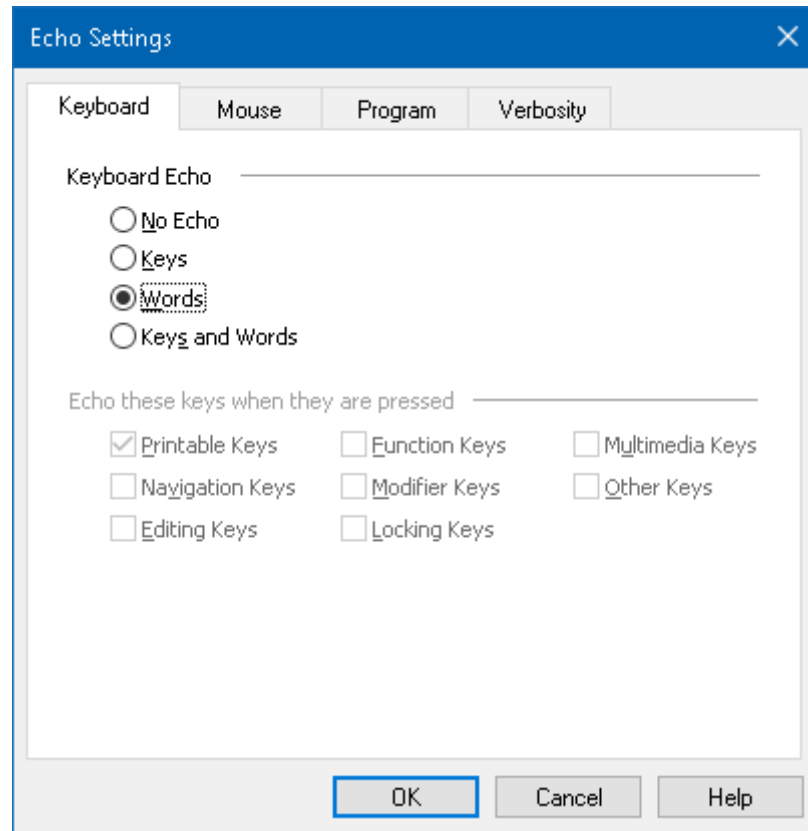 Echo Settings
Keyboard Mouse Program Verbosity
Keyboard Echo
No Echo
Keys
Words
Keys and Words
Echo these keys when they are pressed
Printable Keys Function Keys Multimedia Keys
Navigation Keys Modifier Keys Other Keys
Editing Keys Locking Keys
OK Cancel Help